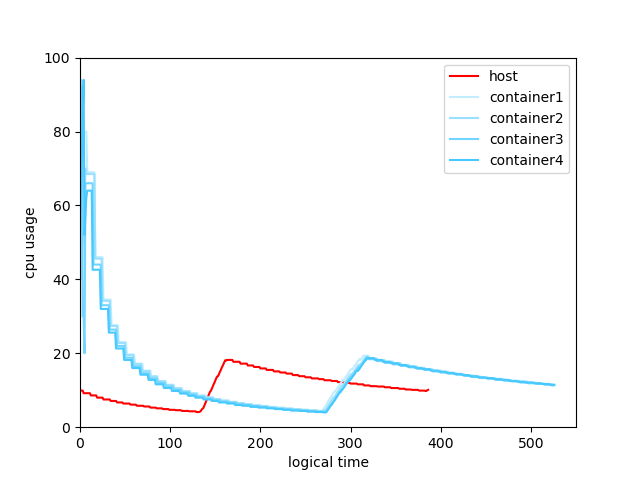 100
80
60
40
20
0
cpu usage
0 100 200 300 400 500
logical time
host
container1
container2
container3
container4